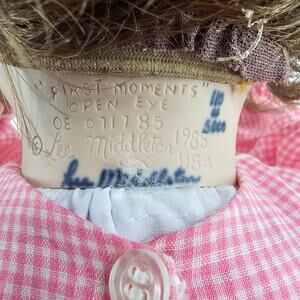 "FIRST MOMENTS"
OPEN EYE
OE 071785
© Lee Middleton 1985
USA
Lee Middleton